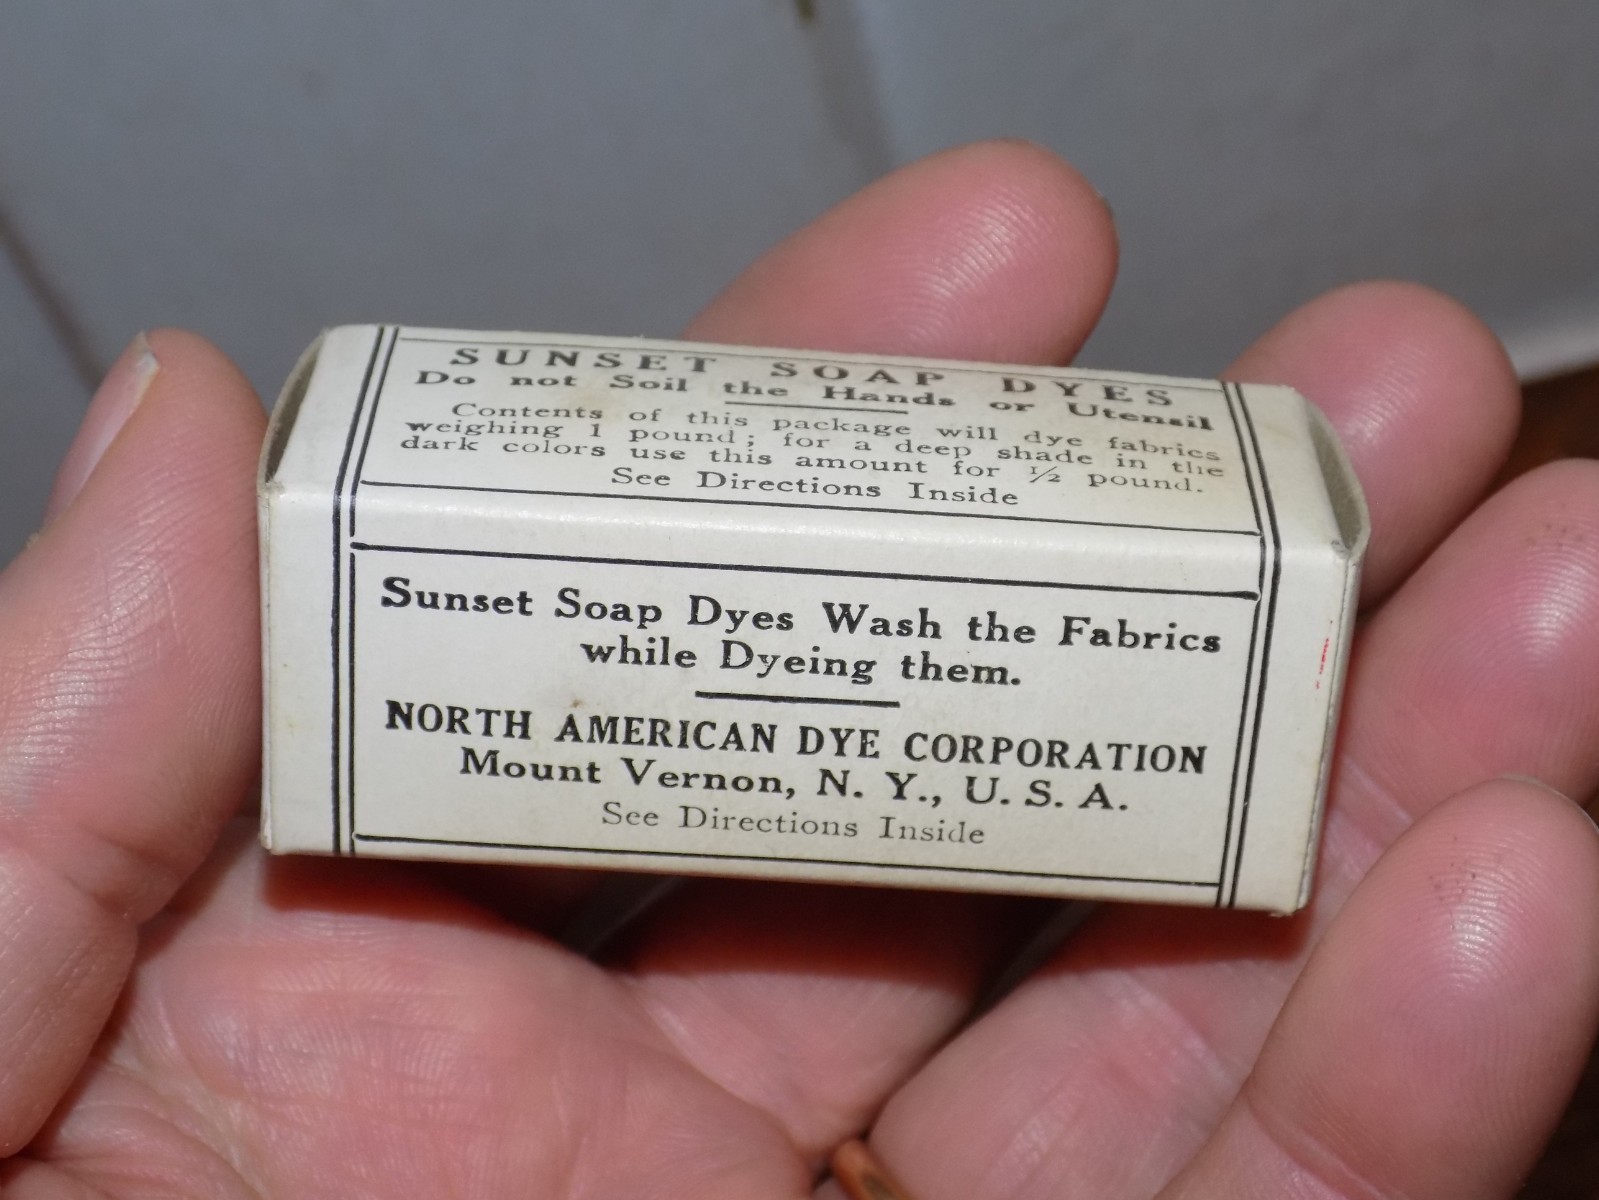 SUNSET SOAP DYES
Do not Soil the Hands or Utensil
Contents of this package will dye fabrics
weighing 1 pound; for a deep shade in the
dark colors use this amount for ½ pound.
See Directions Inside
Sunset Soap Dyes Wash the Fabrics
while Dyeing them.
NORTH AMERICAN DYE CORPORATION
Mount Vernon, N. Y., U. S. A.
See Directions Inside